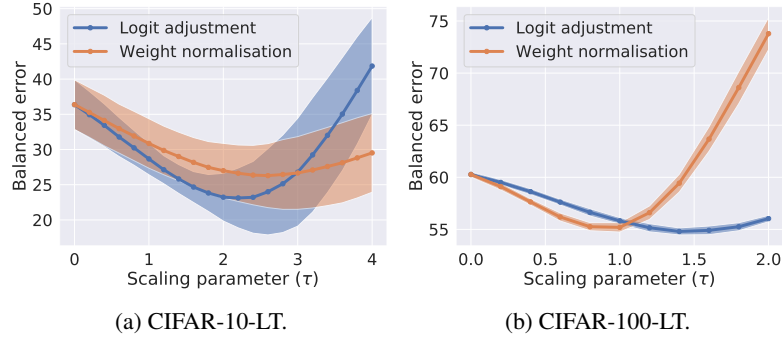 50
45
40
35
30
25
20
Balanced error
Logit adjustment
Weight normalisation
0 1 2 3 4
Scaling parameter (τ)
(a) CIFAR-10-LT.
75
70
65
60
55
Balanced error
Logit adjustment
Weight normalisation
0.0 0.5 1.0 1.5 2.0
Scaling parameter (τ)
(b) CIFAR-100-LT.